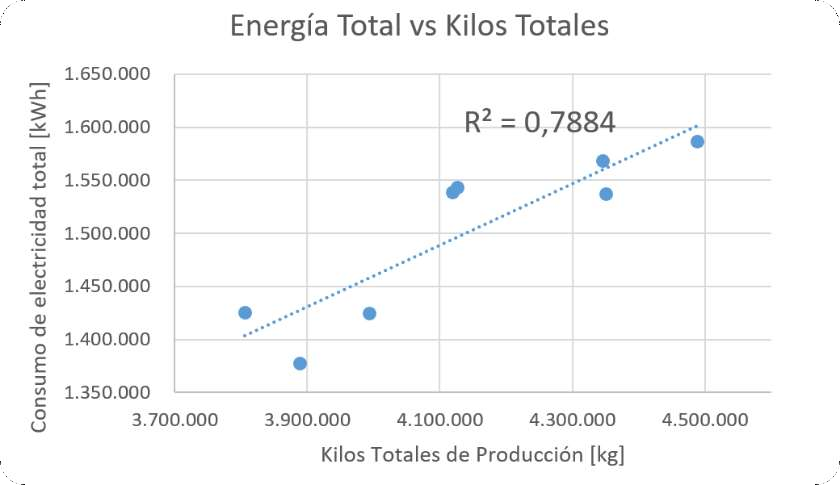 Energía Total vs Kilos Totales
Consumo de electricidad total [kWh]
1.650.000
1.600.000
1.550.000
1.500.000
1.450.000
1.400.000
1.350.000
R² = 0,7884
3.700.000 3.900.000 4.100.000 4.300.000 4.500.000
Kilos Totales de Producción [kg]